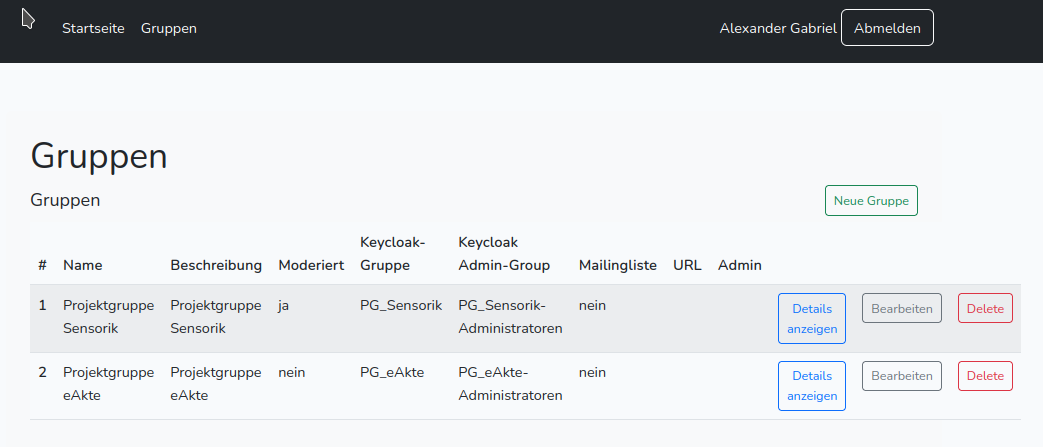 Startseite Gruppen Alexander Gabriel Abmelden
Gruppen
Gruppen Neue Gruppe
# Name Beschreibung Moderiert Keycloak-Gruppe Keycloak Admin-Group Mailingliste URL Admin
1 Projektgruppe Sensorik Projektgruppe Sensorik ja PG_Sensorik PG_Sensorik-Administratoren nein Details anzeigen Bearbeiten Delete
2 Projektgruppe eAkte Projektgruppe eAkte nein PG_eAkte PG_eAkte-Administratoren nein Details anzeigen Bearbeiten Delete